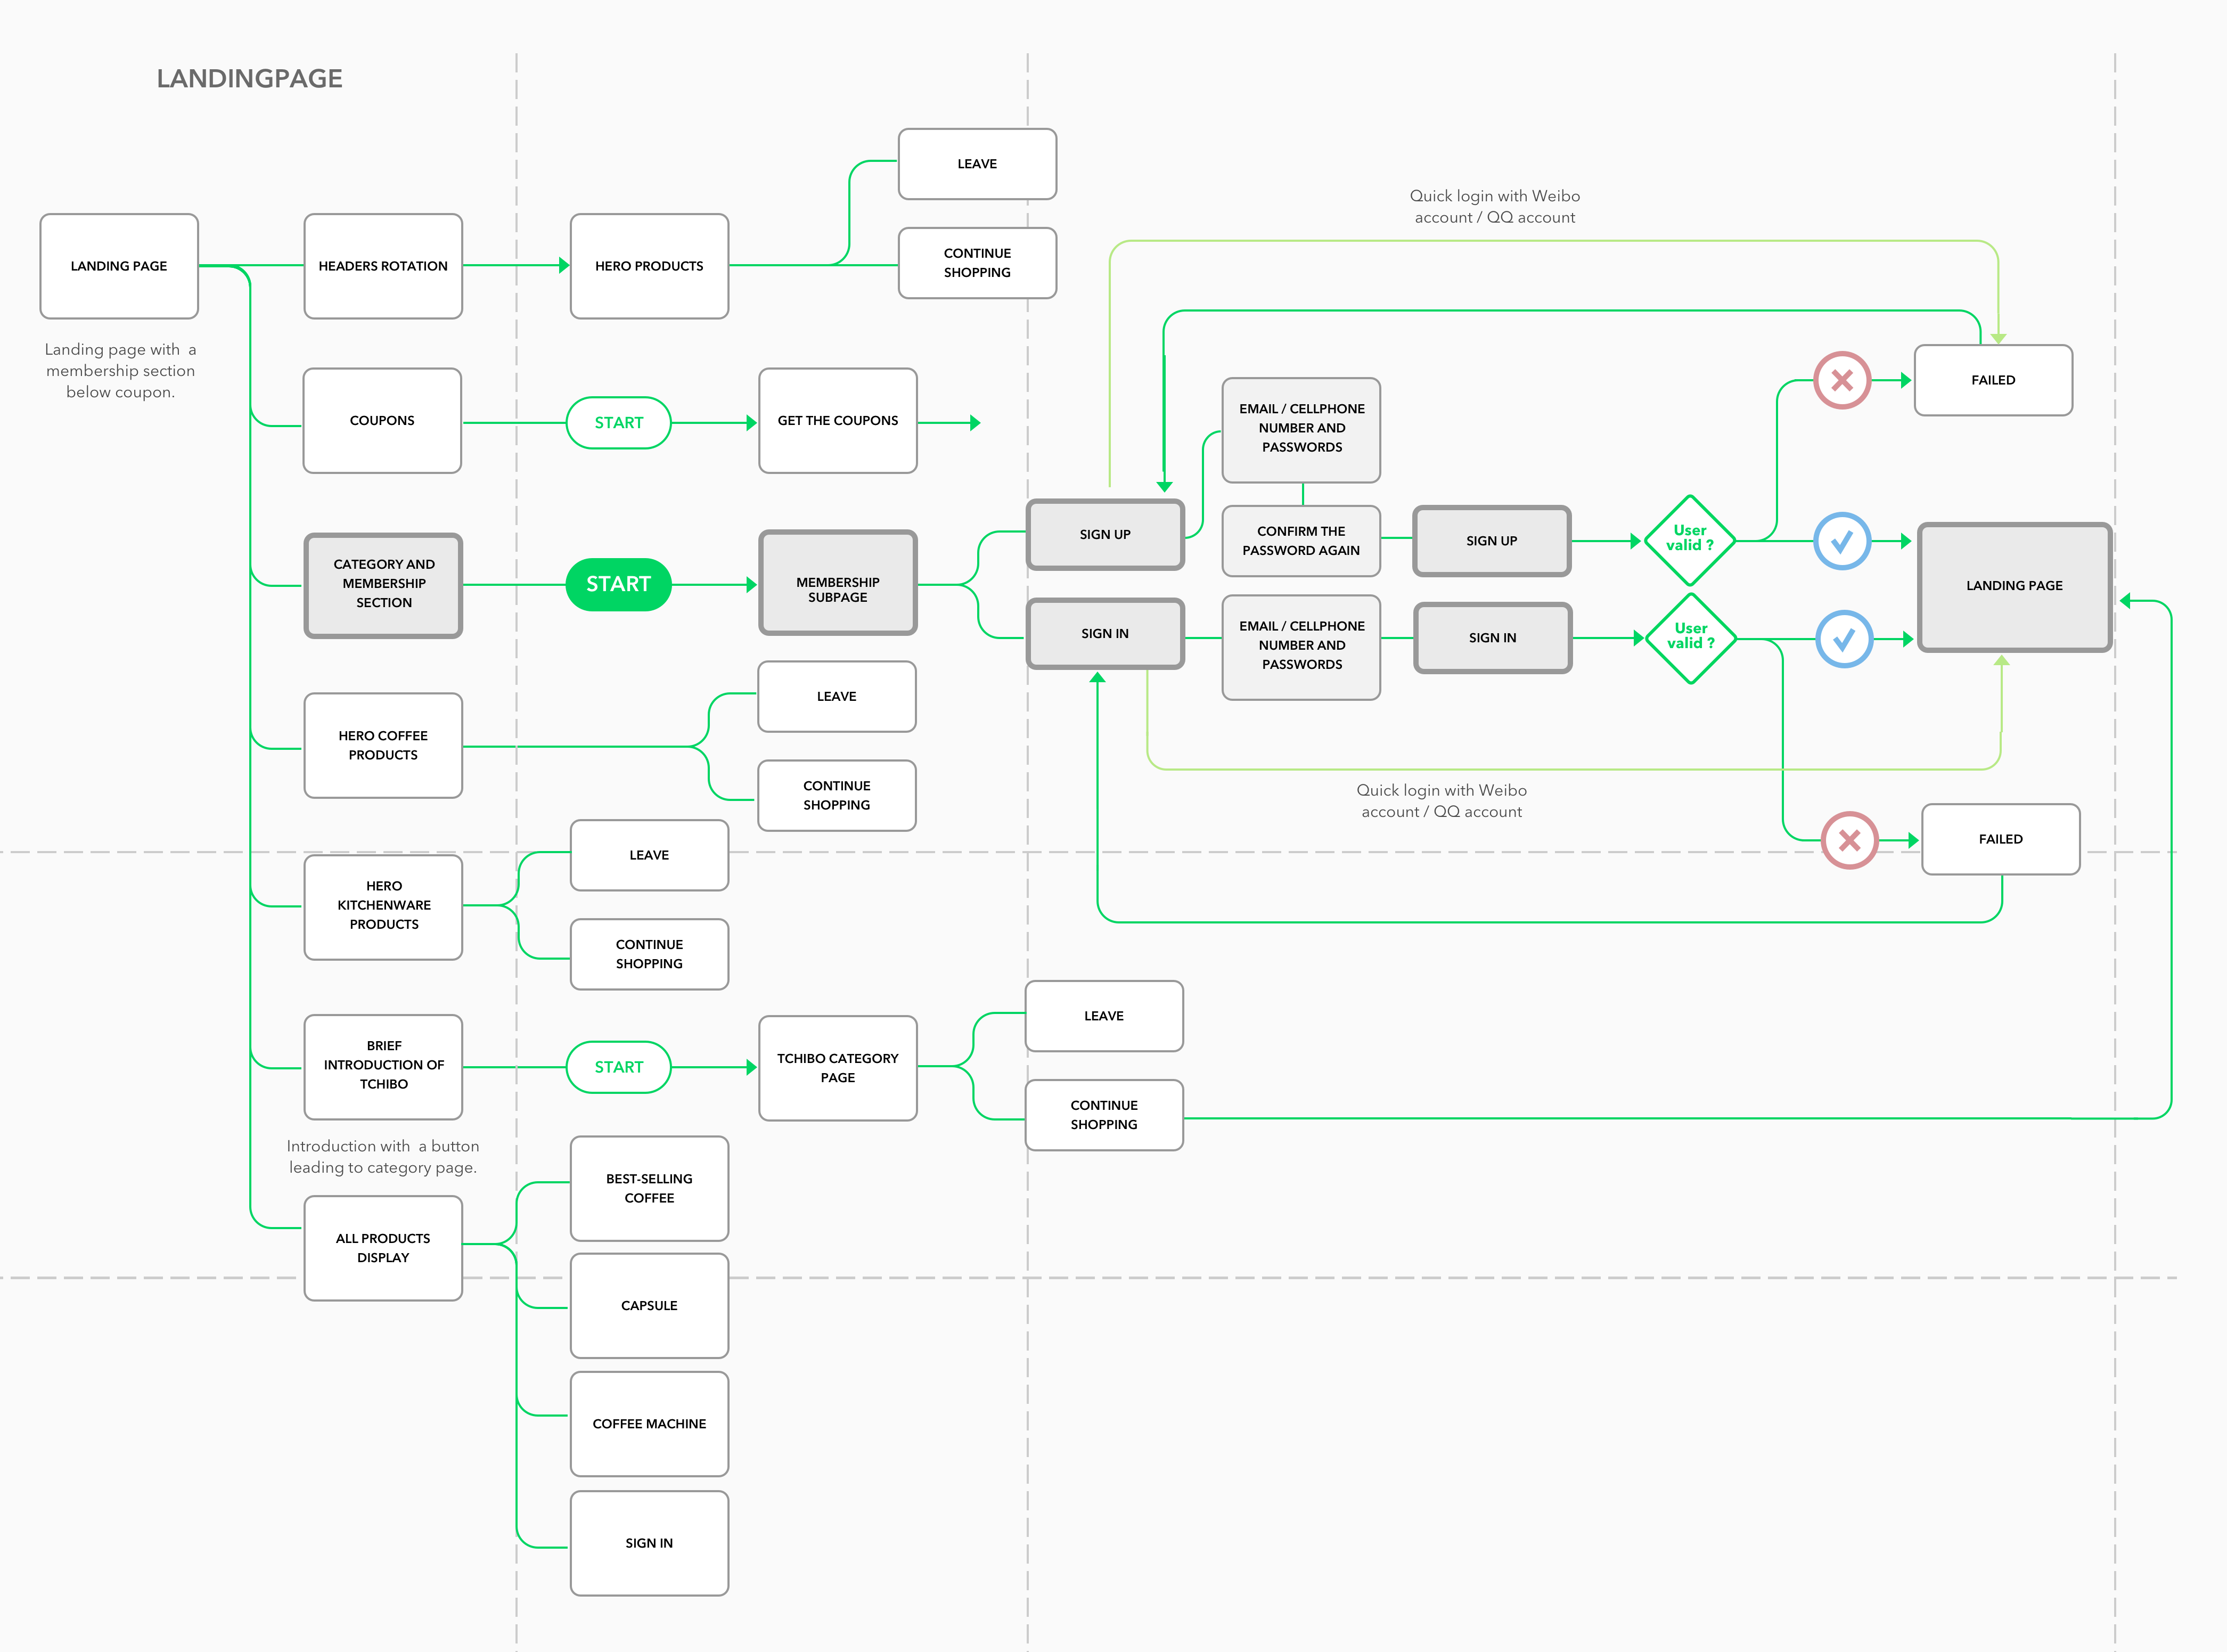 LANDINGPAGE
LEAVE
CONTINUE
SHOPPING
LANDING PAGE
HEADERS ROTATION
HERO PRODUCTS
Quick login with Weibo
account / QQ account
Landing page with a
membership section
below coupon.
COUPONS
START
GET THE COUPONS
EMAIL / CELLPHONE
NUMBER AND
PASSWORDS
FAILED
CATEGORY AND
MEMBERSHIP
SECTION
START
MEMBERSHIP
SUBPAGE
SIGN UP
CONFIRM THE
PASSWORD AGAIN
SIGN UP
User
valid ?
LANDING PAGE
SIGN IN
EMAIL / CELLPHONE
NUMBER AND
PASSWORDS
SIGN IN
User
valid ?
HERO COFFEE
PRODUCTS
LEAVE
CONTINUE
SHOPPING
Quick login with Weibo
account / QQ account
FAILED
HERO
KITCHENWARE
PRODUCTS
LEAVE
CONTINUE
SHOPPING
BRIEF
INTRODUCTION OF
TCHIBO
START
TCHIBO CATEGORY
PAGE
LEAVE
CONTINUE
SHOPPING
Introduction with a button
leading to category page.
ALL PRODUCTS
DISPLAY
BEST-SELLING
COFFEE
CAPSULE
COFFEE MACHINE
SIGN IN